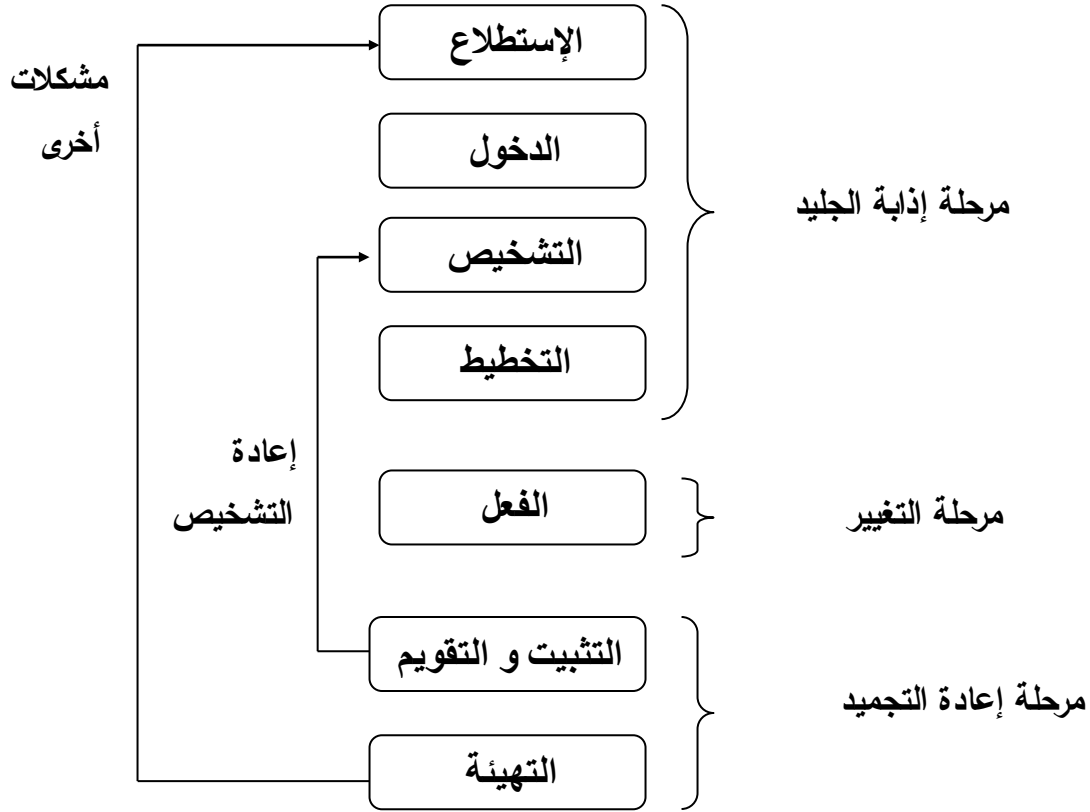 الإستطلاع
مشكلات
أخرى
الدخول
مرحلة إذابة الجليد
التشخيص
التخطيط
إعادة
التشخيص
الفعل
مرحلة التغيير
التثبيت و التقويم
مرحلة إعادة التجميد
التهيئة